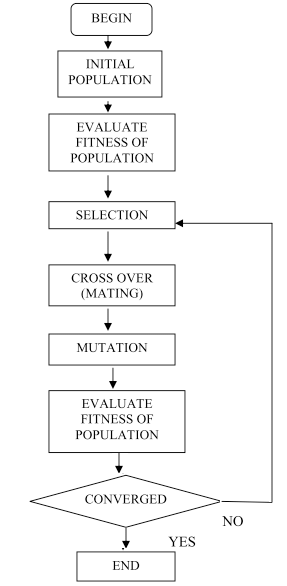 BEGIN
INITIAL
POPULATION
EVALUATE
FITNESS OF
POPULATION
SELECTION
CROSS OVER
(MATING)
MUTATION
EVALUATE
FITNESS OF
POPULATION
CONVERGED
NO
YES
END